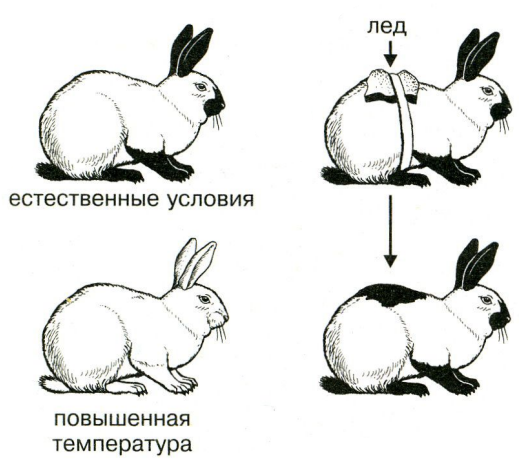 лед
естественные условия
повышенная
температура